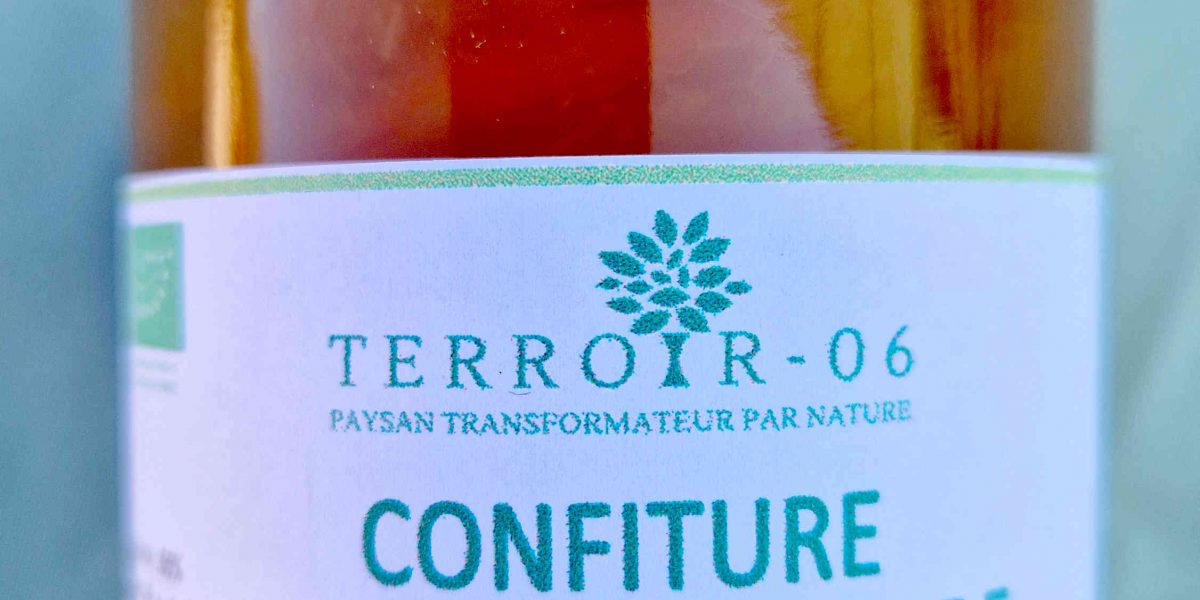 TERROIR-06
PAYSAN TRANSFORMATEUR PAR NATURE
CONFITURE